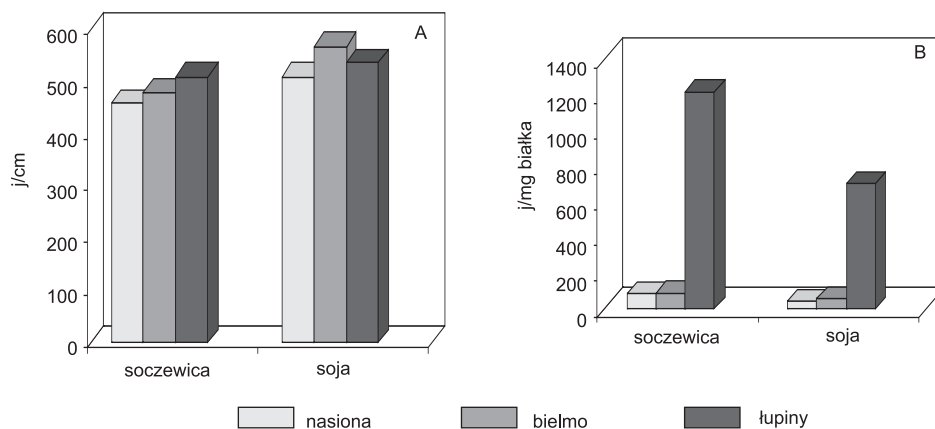 A
600
500
400
300
200
100
0
j/cm
soczewica soja
B
1400
1200
1000
800
600
400
200
0
j/mg białka
soczewica soja
nasiona bielmo łupiny